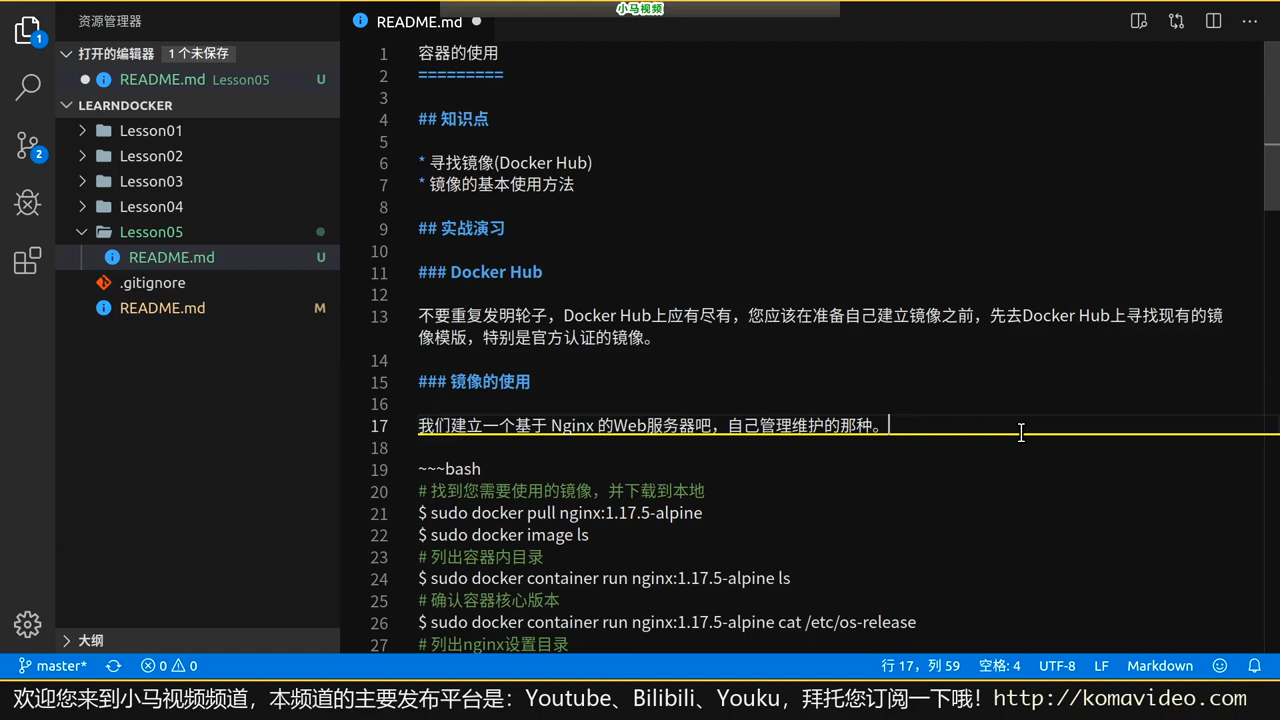 小马视频
资源管理器
README.md
打开的编辑器 1 个未保存
README.md Lesson05 U
LEARNDOCKER
Lesson01
Lesson02
Lesson03
Lesson04
Lesson05
README.md U
.gitignore
README.md M
大纲
1
2
1 容器的使用
2 =========
3
4 ## 知识点
5
6 * 寻找镜像(Docker Hub)
7 * 镜像的基本使用方法
8
9 ## 实战演习
10
11 ### Docker Hub
12
13 不要重复发明轮子，Docker Hub上应有尽有，您应该在准备自己建立镜像之前，先去Docker Hub上寻找现有的镜
像模版，特别是官方认证的镜像。
14
15 ### 镜像的使用
16
17 我们建立一个基于 Nginx 的Web服务器吧，自己管理维护的那种。
18
19 ~~~bash
20 # 找到您需要使用的镜像，并下载到本地
21 $ sudo docker pull nginx:1.17.5-alpine
22 $ sudo docker image ls
23 # 列出容器内目录
24 $ sudo docker container run nginx:1.17.5-alpine ls
25 # 确认容器核心版本
26 $ sudo docker container run nginx:1.17.5-alpine cat /etc/os-release
27 # 列出nginx设置目录
master* 0 0 行 17，列 59 空格: 4 UTF-8 LF Markdown
欢迎您来到小马视频频道，本频道的主要发布平台是：Youtube、Bilibili、Youku，拜托您订阅一下哦！http://komavideo.com